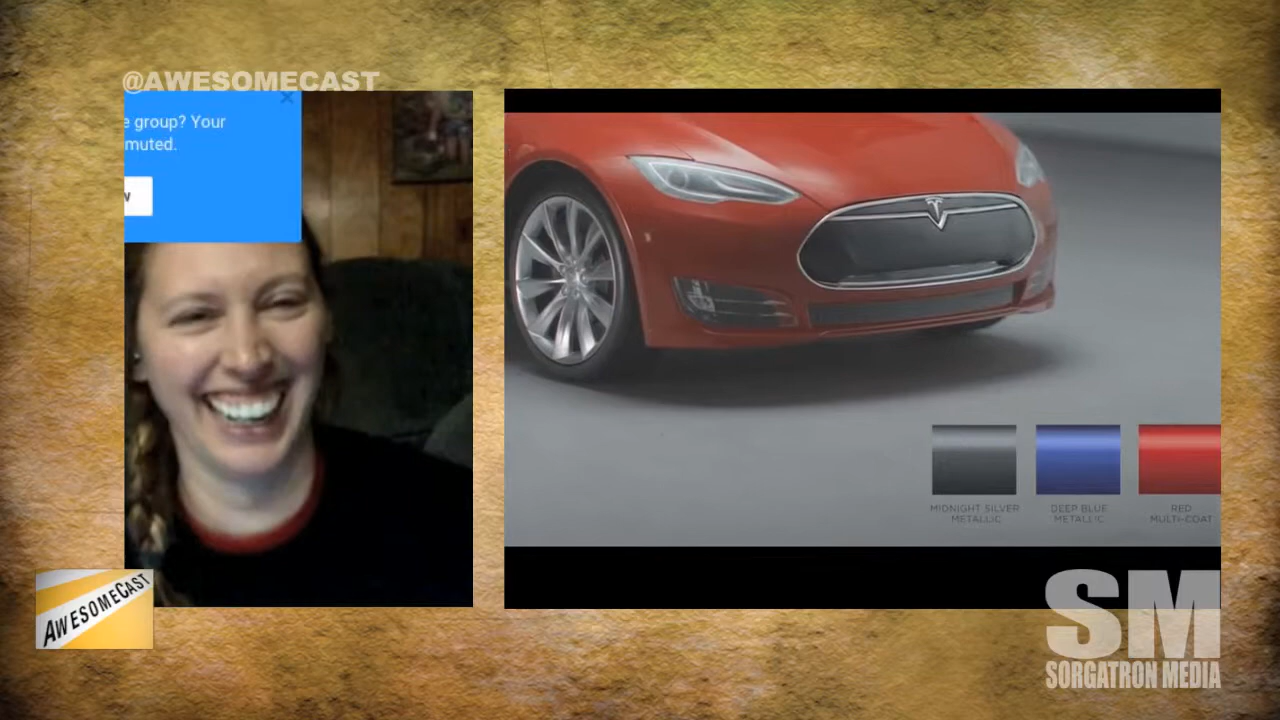 @AWESOMECAST
e group? Your
muted.
w
MIDNIGHT SILVER
METALLIC
DEEP BLUE
METALLIC
RED
MULTI-COAT
AWESOMECAST
SM
SORGATRON MEDIA